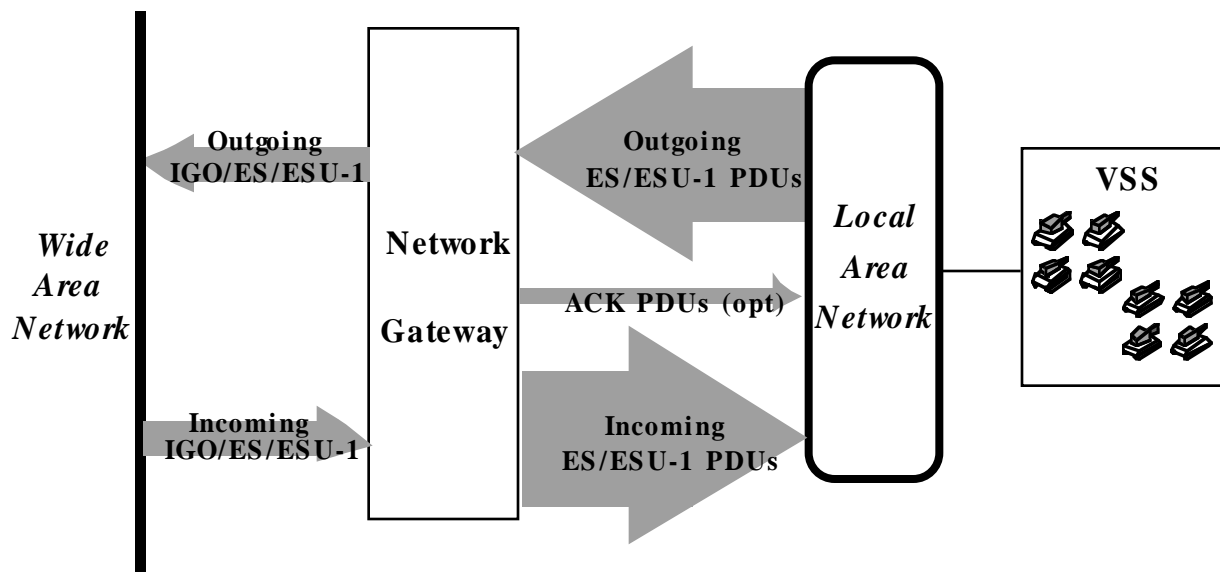 Wide
Area
Network
Outgoing
IGO/ES/ESU-1
Incoming
IGO/ES/ESU-1
Network
Gateway
Outgoing
ES/ESU-1 PDUs
ACK PDUs (opt)
Incoming
ES/ESU-1 PDUs
Local
Area
Network
VSS